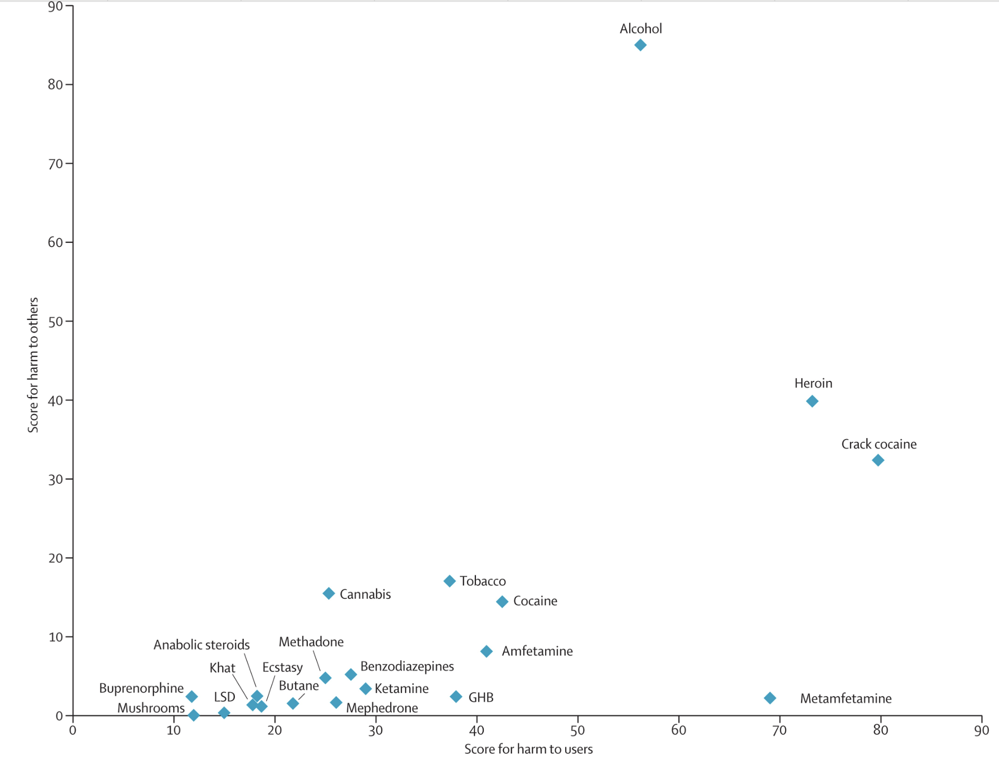 90
Alcohol
80
70
60
50
Score for harm to others
Heroin
40
Crack cocaine
30
20
Tobacco
Cannabis
Cocaine
10
Anabolic steroids
Methadone
Amfetamine
Khat
Ecstasy
Benzodiazepines
Buprenorphine
LSD
Butane
Ketamine
GHB
Metamfetamine
Mushrooms
Mephedrone
0
0 10 20 30 40 50 60 70 80 90
Score for harm to users